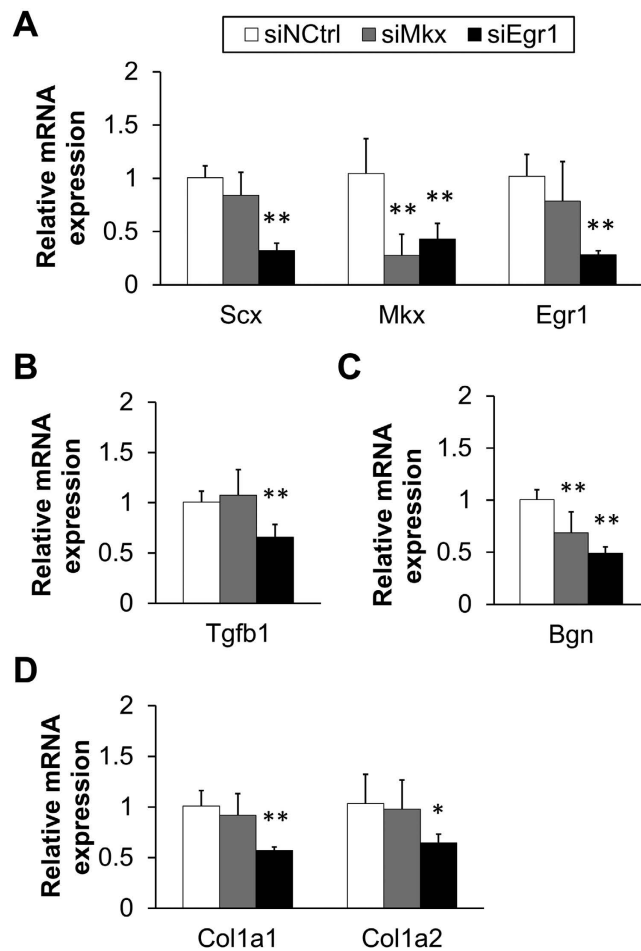 A
siNCtrl siMkx siEgr1
Relative mRNA
expression
2
1.5
1
0.5
0
**
**
**
**
Scx Mkx Egr1
B
Relative mRNA
expression
2
1.5
1
0.5
0
**
Tgfb1
C
Relative mRNA
expression
2
1.5
1
0.5
0
**
**
Bgn
D
Relative mRNA
expression
2
1.5
1
0.5
0
**
*
Col1a1 Col1a2